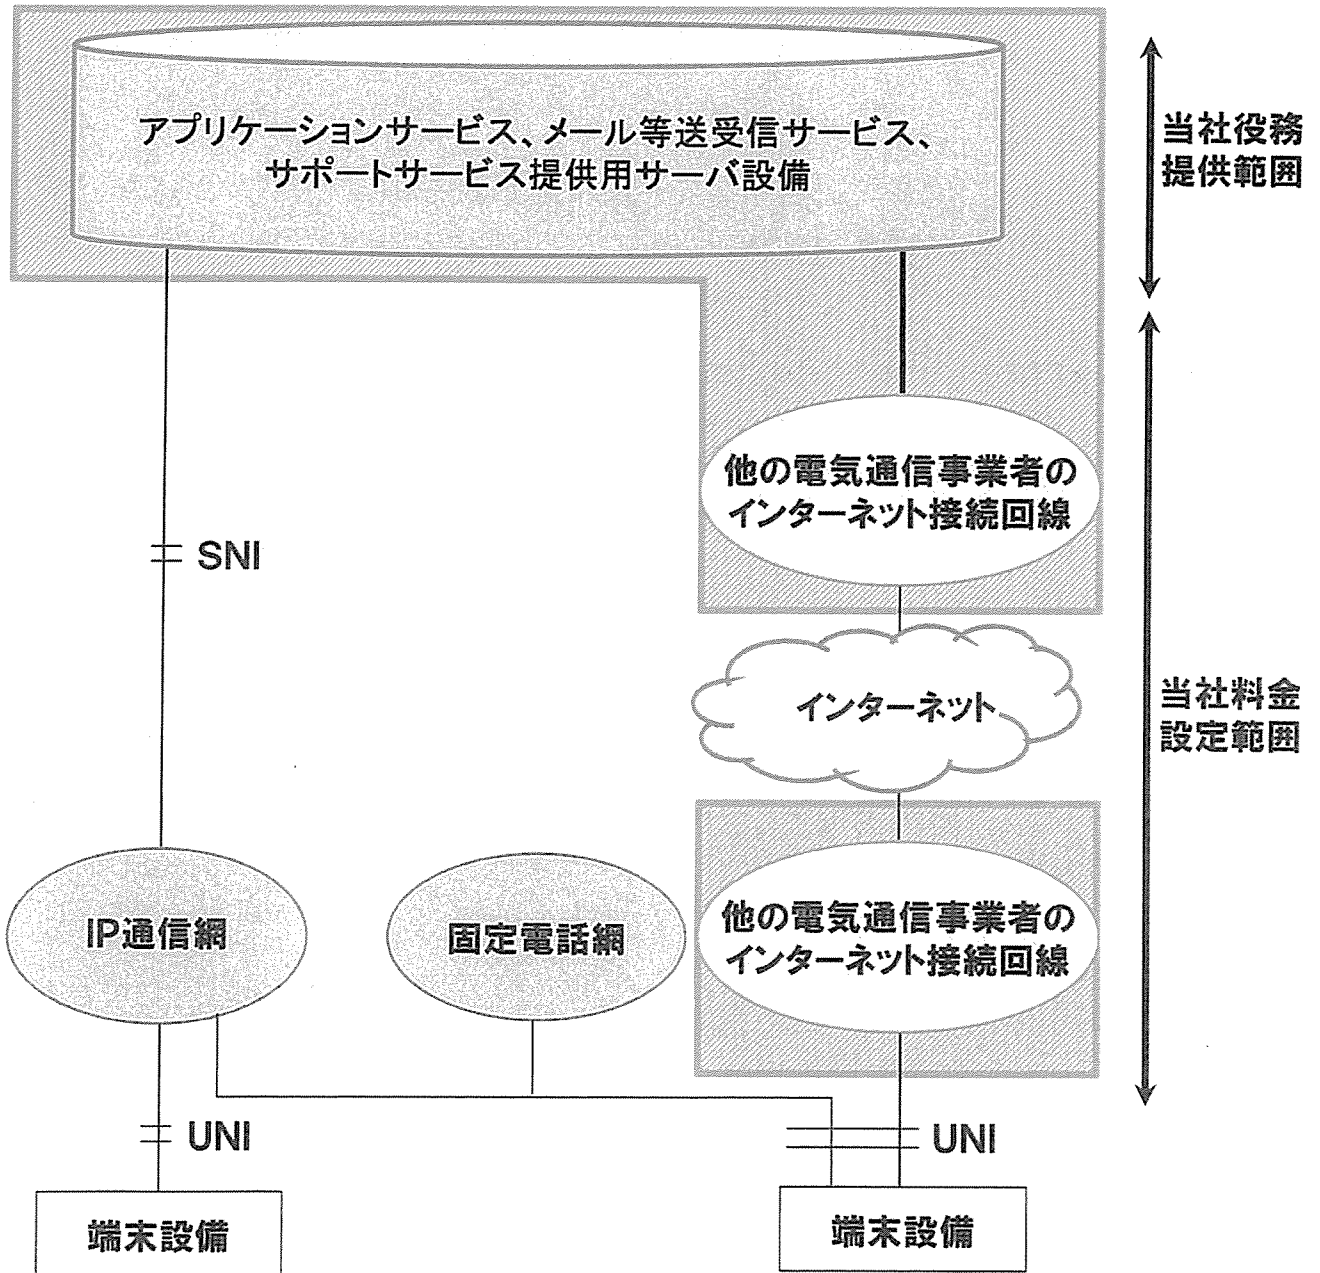 アプリケーションサービス、メール等送受信サービス、
サポートサービス提供用サーバ設備
当社役務
提供範囲
他の電気通信事業者の
インターネット接続回線
SNI
インターネット
当社料金
設定範囲
IP通信網
固定電話網
他の電気通信事業者の
インターネット接続回線
UNI
UNI
端末設備
端末設備